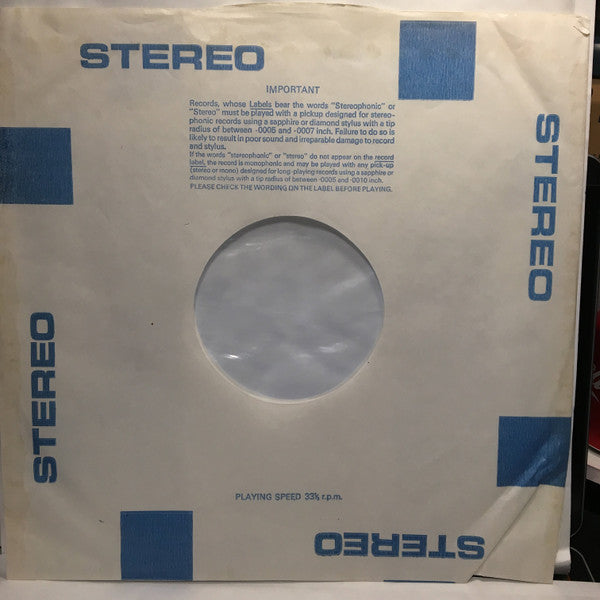 STEREO
IMPORTANT
Records, whose Labels bear the words "Stereophonic" or
"Stereo" must be played with a pickup designed for stereo-
phonic records using a sapphire or diamond stylus with a tip
radius of between ·0005 and ·0007 inch. Failure to do so is
likely to result in poor sound and irreparable damage to record
and stylus.
If the words "stereophonic" or "stereo" do not appear on the record
label, the record is monophonic and may be played with any pick-up
(stereo or mono) designed for long-playing records using a sapphire or
diamond stylus with a tip radius of between ·0005 and ·0010 inch.
PLEASE CHECK THE WORDING ON THE LABEL BEFORE PLAYING.
STEREO
STEREO
PLAYING SPEED 33⅓ r.p.m.
STEREO